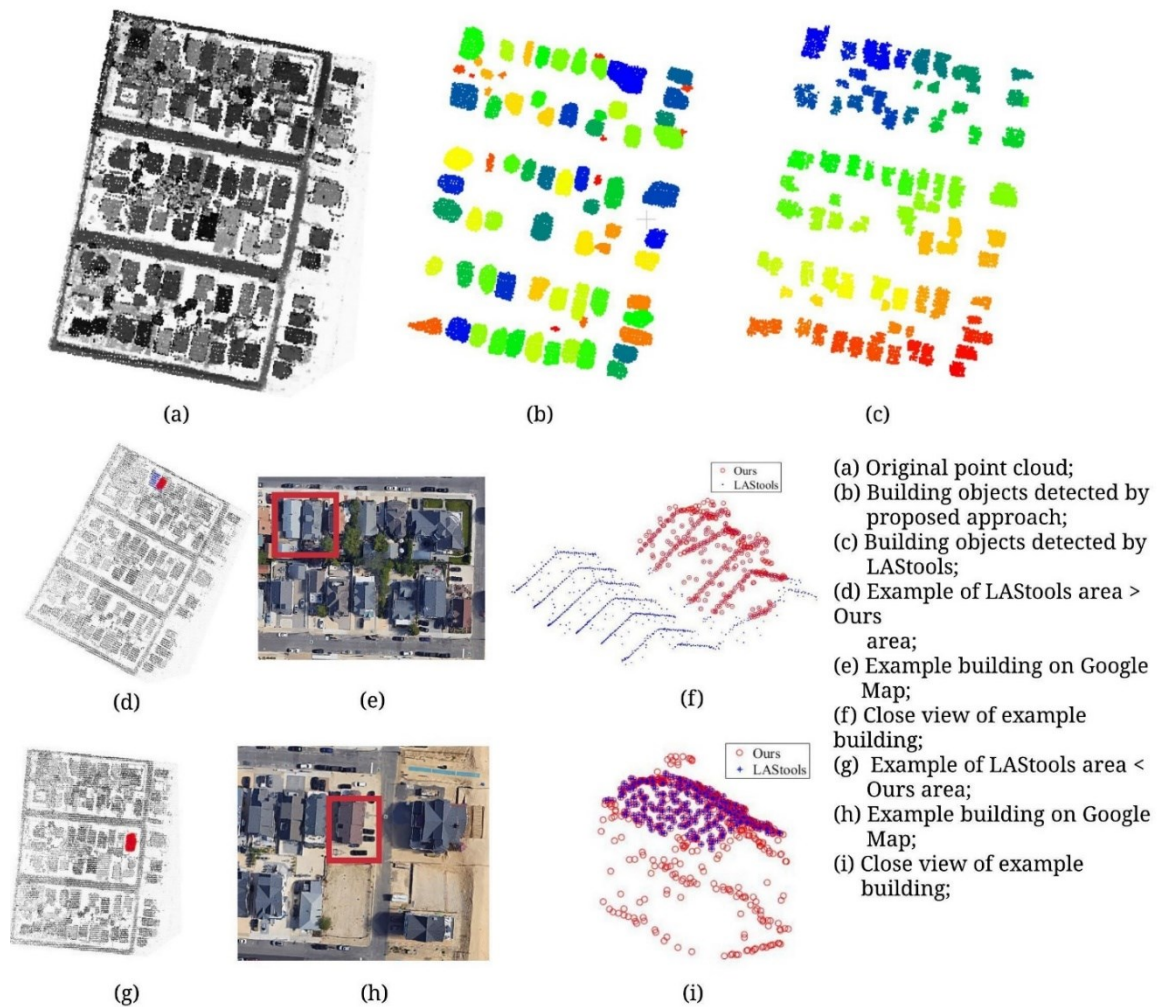 (a)
(b)
(c)
Ours
LAStools
(d)
(e)
(f)
Ours
LAStools
(g)
(h)
(i)
(a) Original point cloud;
(b) Building objects detected by
proposed approach;
(c) Building objects detected by
LAStools;
(d) Example of LAStools area >
Ours
area;
(e) Example building on Google
Map;
(f) Close view of example
building;
(g) Example of LAStools area <
Ours area;
(h) Example building on Google
Map;
(i) Close view of example
building;